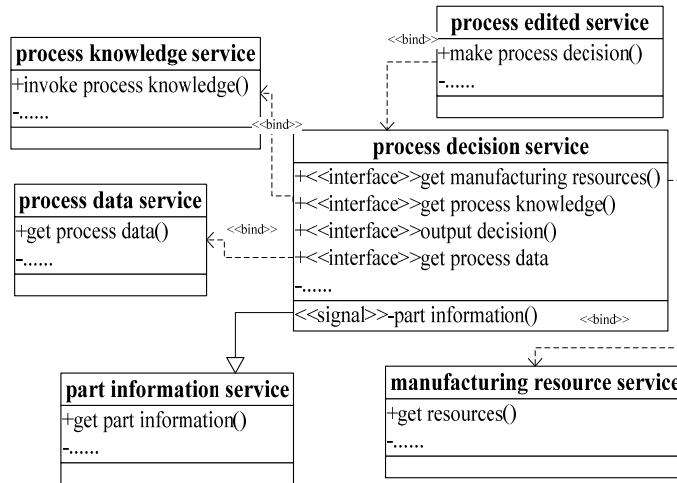 process edited service
<<bind>>
+make process decision()
-......
process knowledge service
+invoke process knowledge()
-......
<<bind>>
process decision service
+<<interface>>get manufacturing resources()
+<<interface>>get process knowledge()
+<<interface>>output decision()
+<<interface>>get process data
-......
<<signal>>-part information()
<<bind>>
process data service
+get process data()
-......
<<bind>>
part information service
+get part information()
-......
manufacturing resource service
+get resources()
-......